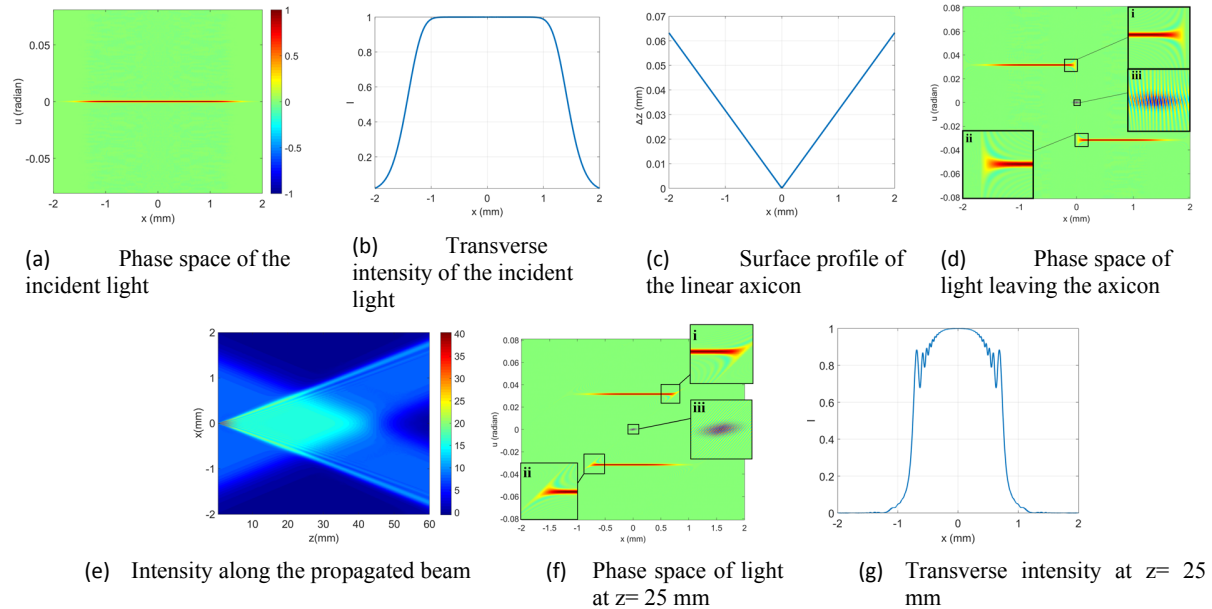 1
0.5
0
-0.5
-1
0.05
0
-0.05
u (radian)
-2 -1 0 1 2
x (mm)
1
0.8
0.6
0.4
0.2
I
-2 -1 0 1 2
x (mm)
0.07
0.06
0.05
0.04
0.03
0.02
0.01
0
Δz (mm)
-2 -1 0 1 2
x (mm)
0.08
0.06
0.04
0.02
0
-0.02
-0.04
-0.06
-0.08
u (radian)
i
iii
ii
-2 -1 0 1 2
x (mm)
(a) Phase space of the
incident light
(b) Transverse
intensity of the incident
light
(c) Surface profile of
the linear axicon
(d) Phase space of
light leaving the axicon
2
1
0
-1
-2
x(mm)
10 20 30 40 50 60
z(mm)
40
35
30
25
20
15
10
5
0
0.08
0.06
0.04
0.02
0
-0.02
-0.04
-0.06
-0.08
u (radian)
i
iii
ii
-2 -1.5 -1 -0.5 0 0.5 1 1.5 2
x (mm)
1
0.8
0.6
0.4
0.2
0
I
-2 -1 0 1 2
x (mm)
(e) Intensity along the propagated beam
(f) Phase space of light
at z= 25 mm
(g) Transverse intensity at z= 25
mm